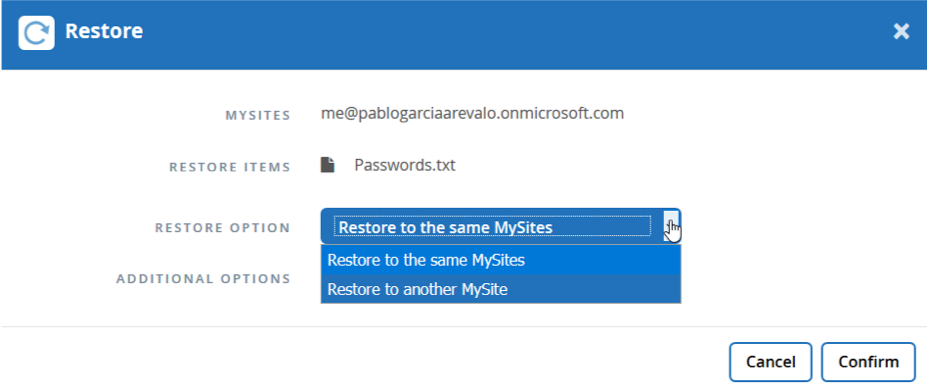 Restore
MYSITES me@pablogarciaarevalo.onmicrosoft.com
RESTORE ITEMS Passwords.txt
RESTORE OPTION Restore to the same MySites
Restore to the same MySites
ADDITIONAL OPTIONS
Restore to another MySite
Cancel Confirm